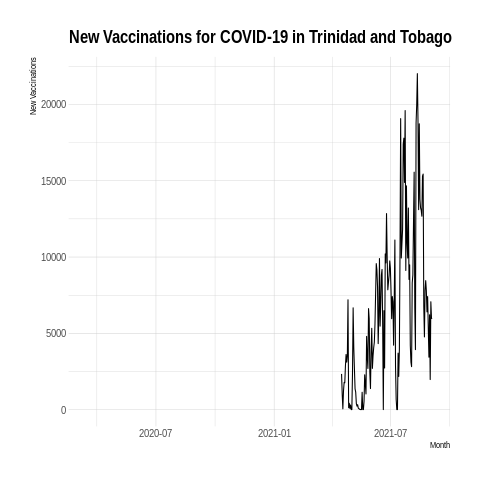 New Vaccinations for COVID-19 in Trinidad and Tobago
New Vaccinations
20000
15000
10000
5000
0
2020-07
2021-01
2021-07
Month